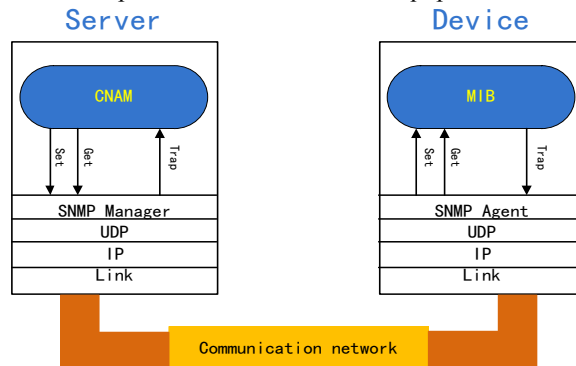 Server
Device
CNAM
MIB
Set
Get
Trap
Set
Get
Trap
SNMP Manager
SNMP Agent
UDP
UDP
IP
IP
Link
Link
Communication network